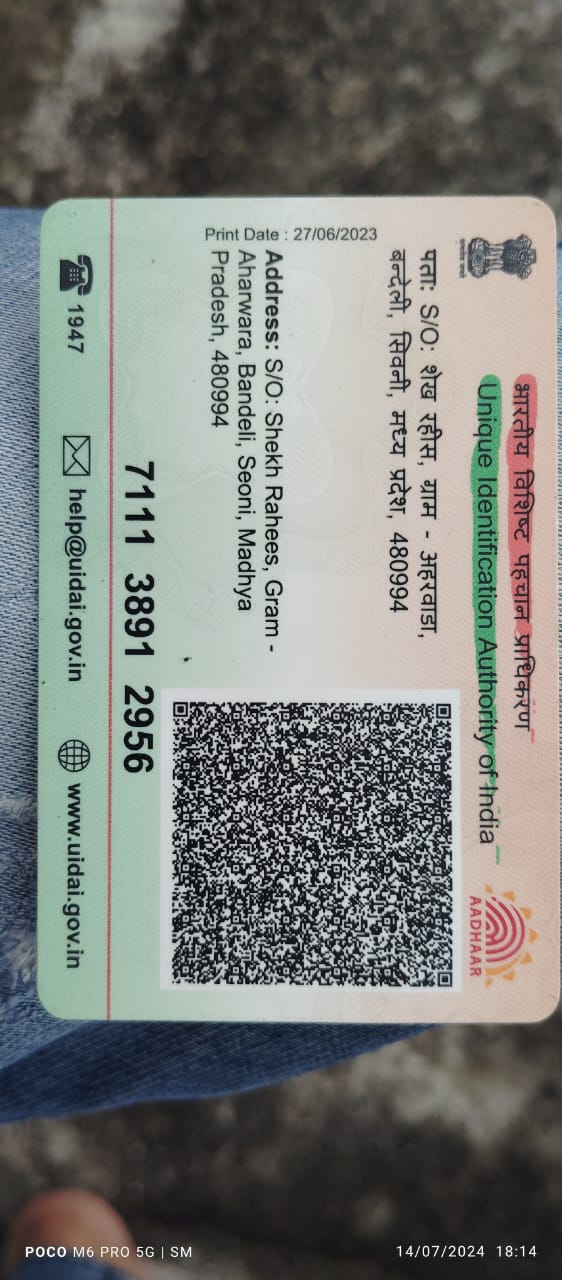 भारतीय विशिष्ट पहचान प्राधिकरण
Unique Identification Authority of India
AADHAAR
पता: S/O: शेख रहीस, ग्राम - अहरवाडा,
बन्देली, सिवनी, मध्य प्रदेश, 480994
Print Date : 27/06/2023
Address: S/O: Shekh Rahees, Gram -
Aharwara, Bandeli, Seoni, Madhya
Pradesh, 480994
7111 3891 2956
1947
help@uidai.gov.in
www.uidai.gov.in
POCO M6 PRO 5G | SM
14/07/2024 18:14